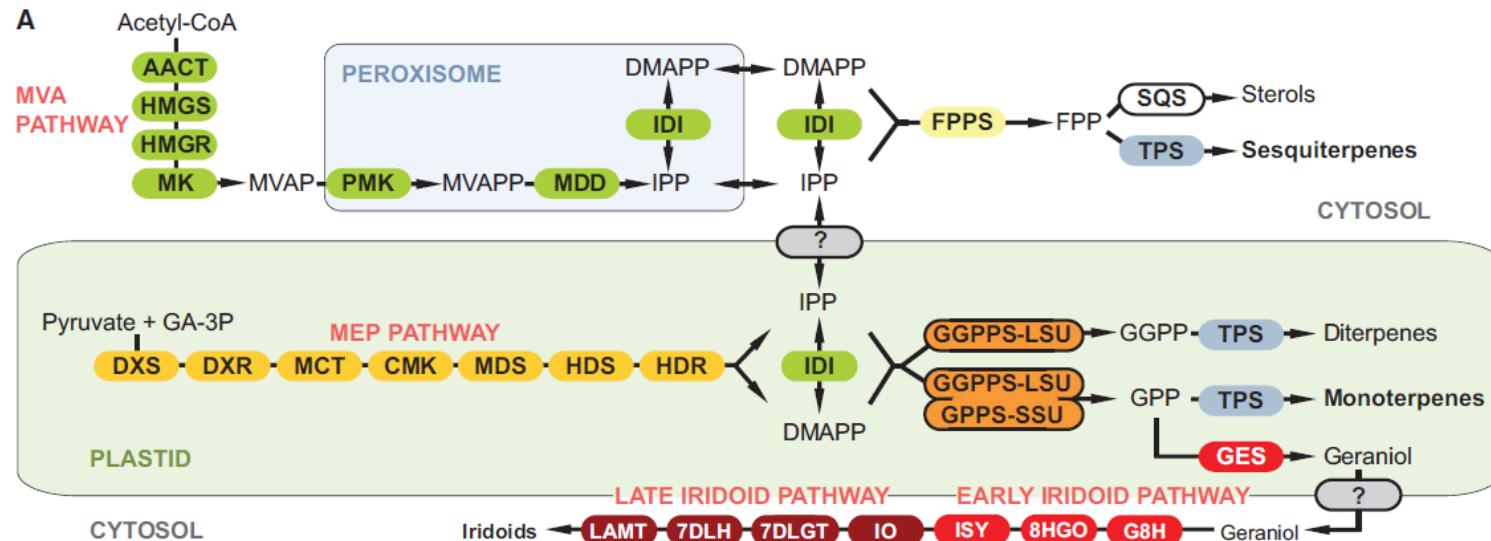 A
Acetyl-CoA
AACT
MVA
PATHWAY
HMGS
HMGR
MK
MVAP
PEROXISOME
PMK
MVAPP
MDD
IPP
IDI
DMAPP
DMAPP
IDI
IPP
FPPS
FPP
SQS
Sterols
TPS
Sesquiterpenes
CYTOSOL
?
IPP
Pyruvate + GA-3P
MEP PATHWAY
DXS
DXR
MCT
CMK
MDS
HDS
HDR
IDI
DMAPP
GGPPS-LSU
GGPP
TPS
Diterpenes
GGPPS-LSU
GPPS-SSU
GPP
TPS
Monoterpenes
GES
Geraniol
PLASTID
?
LATE IRIDOID PATHWAY
EARLY IRIDOID PATHWAY
CYTOSOL
Iridoids
LAMT
7DLH
7DLGT
IO
ISY
8HGO
G8H
Geraniol